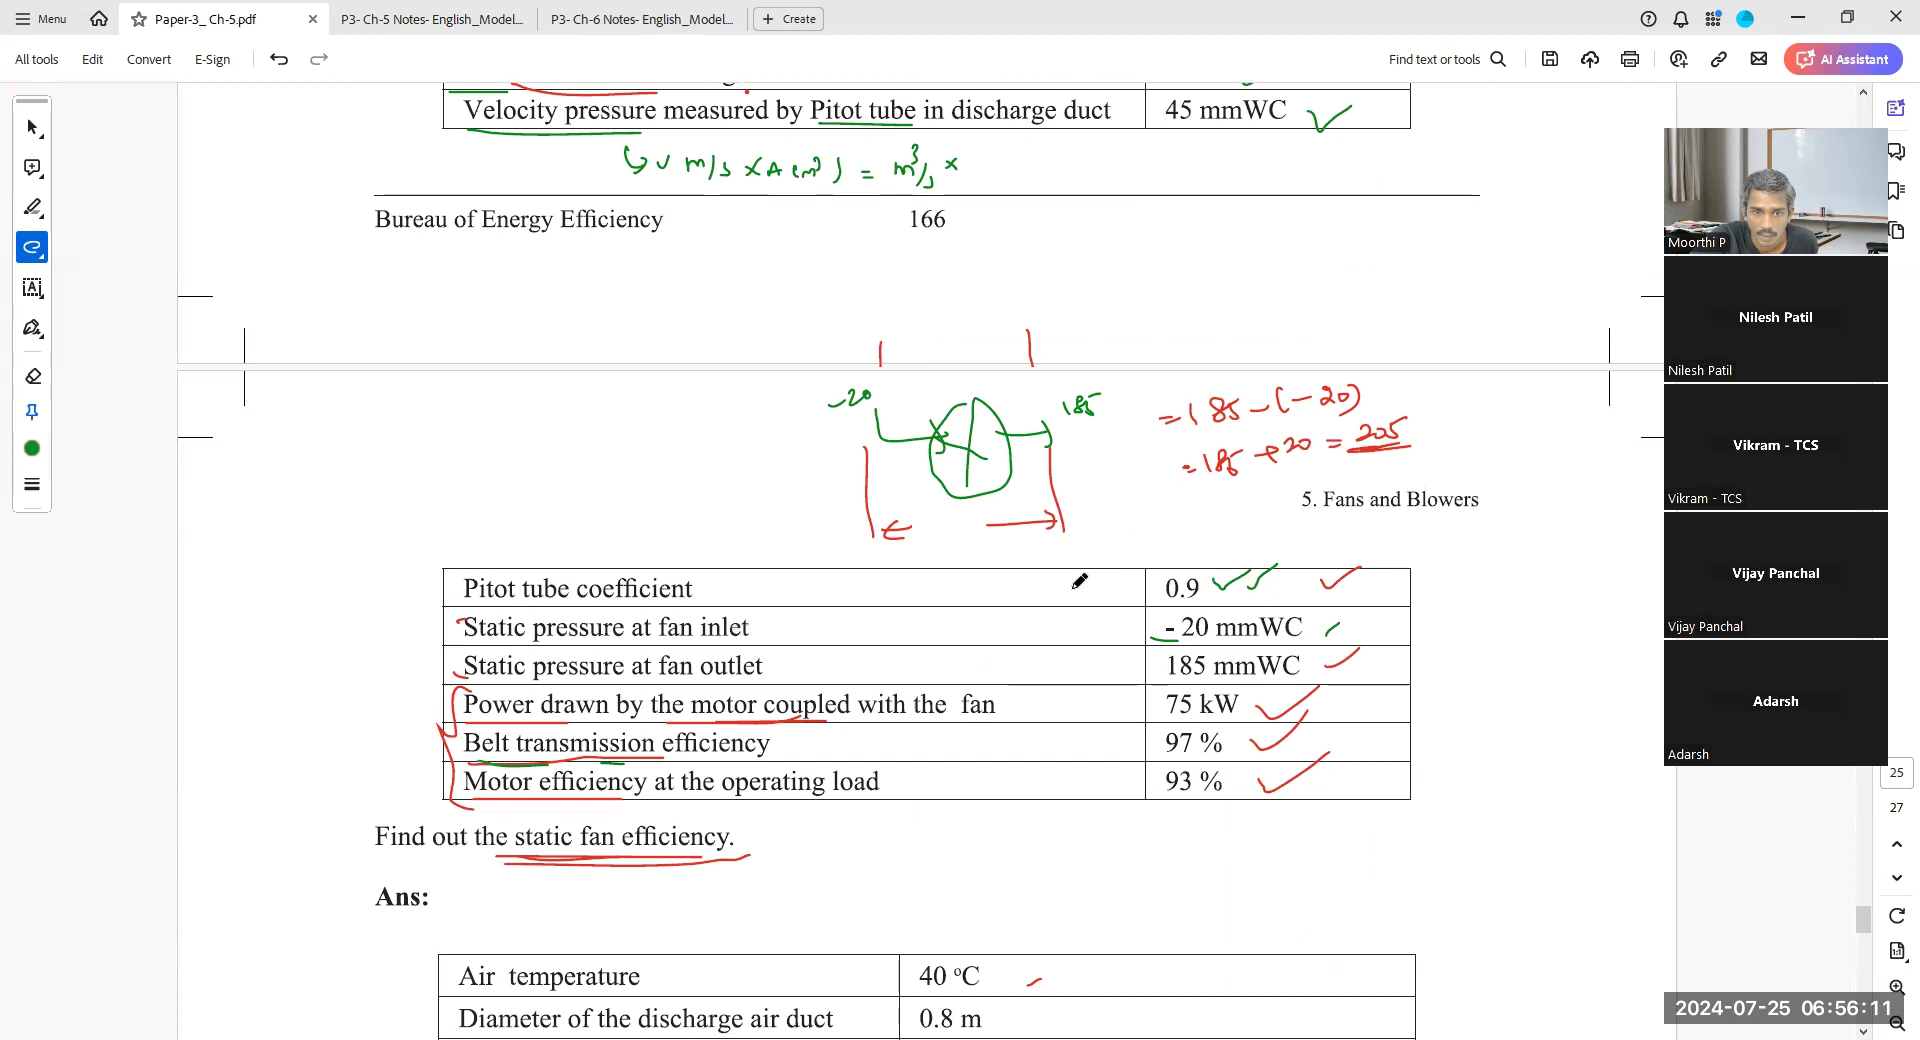 Menu
Paper-3_ Ch-5.pdf
P3- Ch-5 Notes- English_Model...
P3- Ch-6 Notes- English_Model...
Create
All tools
Edit
Convert
E-Sign
Find text or tools
AI Assistant
Velocity pressure measured by Pitot tube in discharge duct
45 mmWC
v m/s × A (m²) = m³/s ×
Bureau of Energy Efficiency
166
-20
185
= 185 - (- 20)
= 185 + 20 = 205
5. Fans and Blowers
Pitot tube coefficient
0.9
Static pressure at fan inlet
- 20 mmWC
Static pressure at fan outlet
185 mmWC
Power drawn by the motor coupled with the fan
75 kW
Belt transmission efficiency
97 %
Motor efficiency at the operating load
93 %
Find out the static fan efficiency.
Ans:
Air temperature
40 °C
Diameter of the discharge air duct
0.8 m
Moorthi P
Nilesh Patil
Nilesh Patil
Vikram - TCS
Vikram - TCS
Vijay Panchal
Vijay Panchal
Adarsh
Adarsh
25
27
2024-07-25 06:56:11